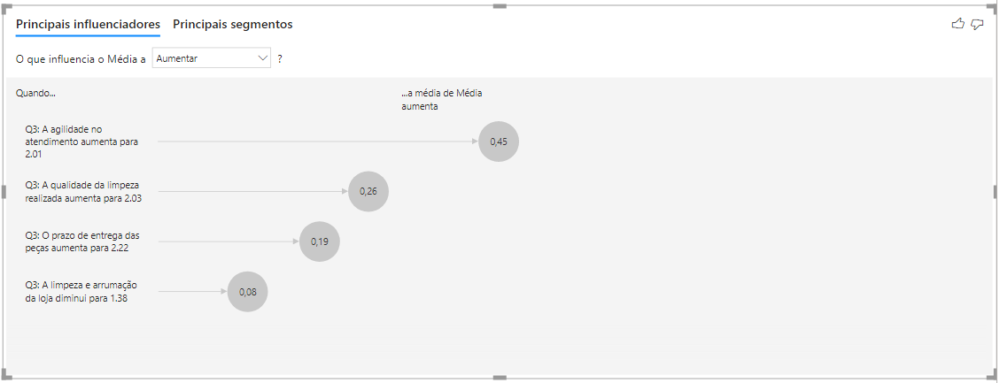 Principais influenciadores Principais segmentos
O que influencia o Média a Aumentar ?
Quando...
...a média de Média
aumenta
Q3: A agilidade no
atendimento aumenta para
2.01
0,45
Q3: A qualidade da limpeza
realizada aumenta para 2.03
0,26
Q3: O prazo de entrega das
peças aumenta para 2.22
0,19
Q3: A limpeza e arrumação
da loja diminui para 1.38
0,08